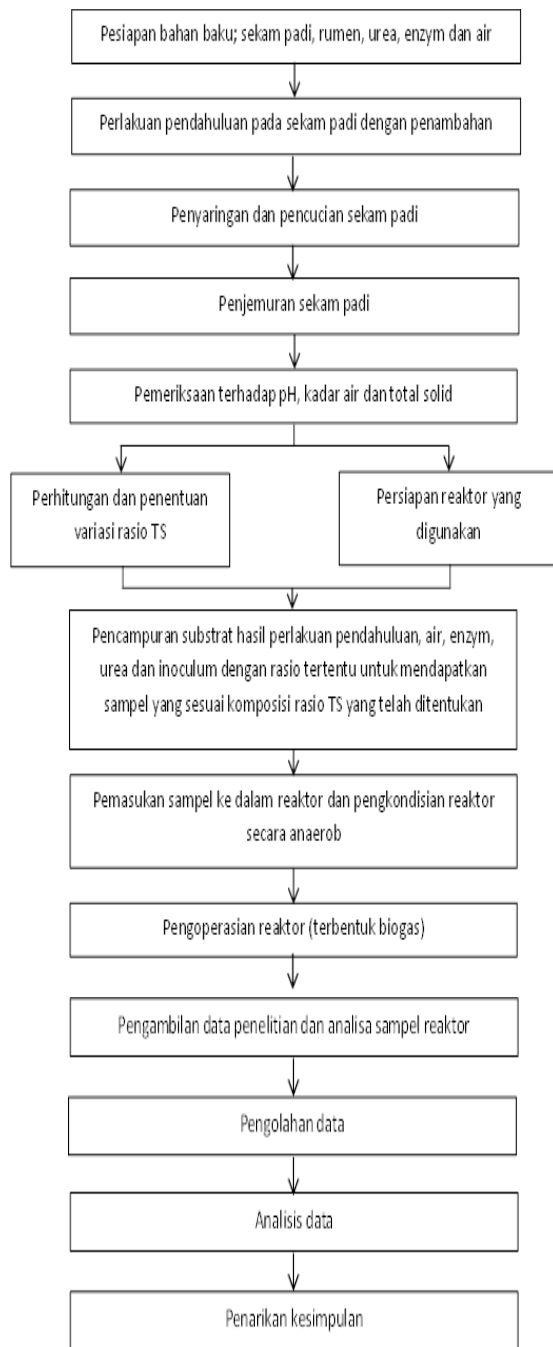 Pesiapan bahan baku; sekam padi, rumen, urea, enzym dan air
Perlakuan pendahuluan pada sekam padi dengan penambahan
Penyaringan dan pencucian sekam padi
Penjemuran sekam padi
Pemeriksaan terhadap pH, kadar air dan total solid
Perhitungan dan penentuan
variasi rasio TS
Persiapan reaktor yang
digunakan
Pencampuran substrat hasil perlakuan pendahuluan, air, enzym,
urea dan inoculum dengan rasio tertentu untuk mendapatkan
sampel yang sesuai komposisi rasio TS yang telah ditentukan
Pemasukan sampel ke dalam reaktor dan pengkondisian reaktor
secara anaerob
Pengoperasian reaktor (terbentuk biogas)
Pengambilan data penelitian dan analisa sampel reaktor
Pengolahan data
Analisis data
Penarikan kesimpulan